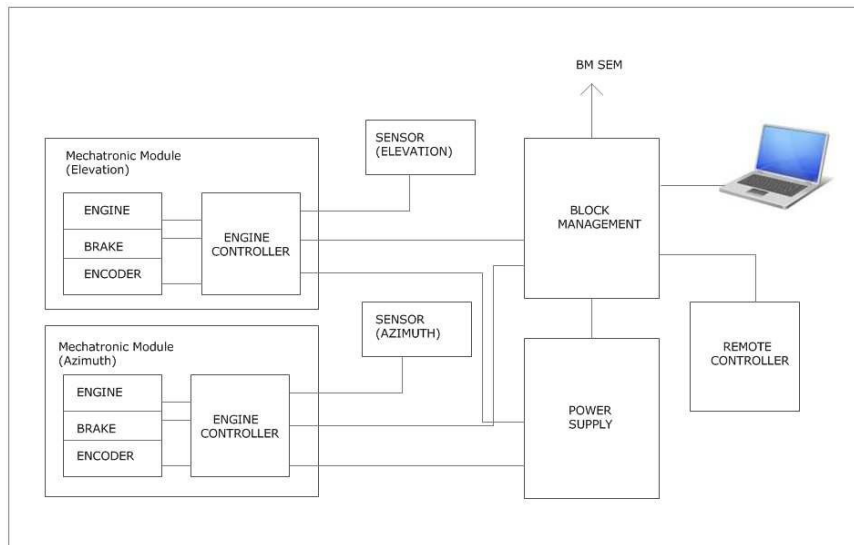 BM SEM
SENSOR
(ELEVATION)
Mechatronic Module
(Elevation)
ENGINE
BRAKE
ENCODER
ENGINE
CONTROLLER
BLOCK
MANAGEMENT
SENSOR
(AZIMUTH)
REMOTE
CONTROLLER
Mechatronic Module
(Azimuth)
ENGINE
BRAKE
ENCODER
ENGINE
CONTROLLER
POWER
SUPPLY